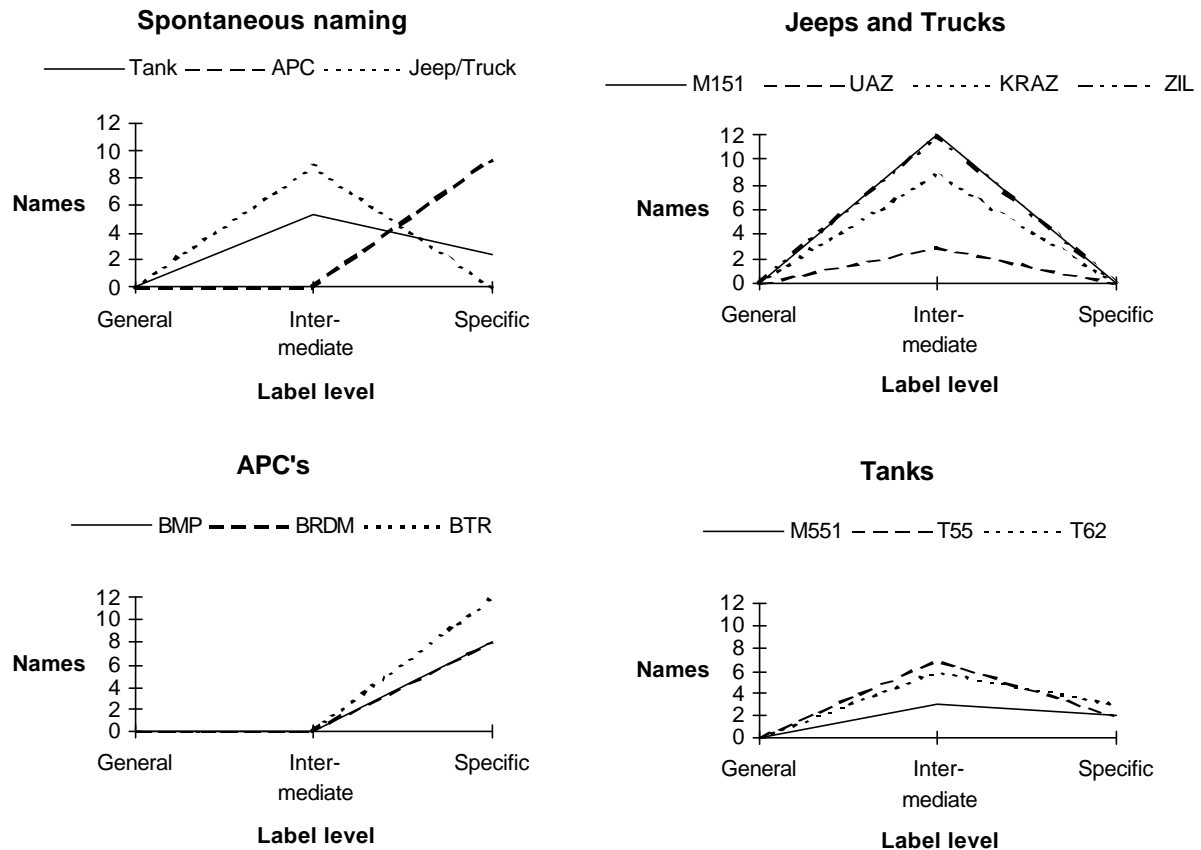 Spontaneous naming
Tank APC Jeep/Truck
12
10
8
6
4
2
0
Names
General Inter- Specific
mediate
Label level
Jeeps and Trucks
M151 UAZ KRAZ ZIL
12
10
8
6
4
2
0
Names
General Inter- Specific
mediate
Label level
APC's
BMP BRDM BTR
12
10
8
6
4
2
0
Names
General Inter- Specific
mediate
Label level
Tanks
M551 T55 T62
12
10
8
6
4
2
0
Names
General Inter- Specific
mediate
Label level